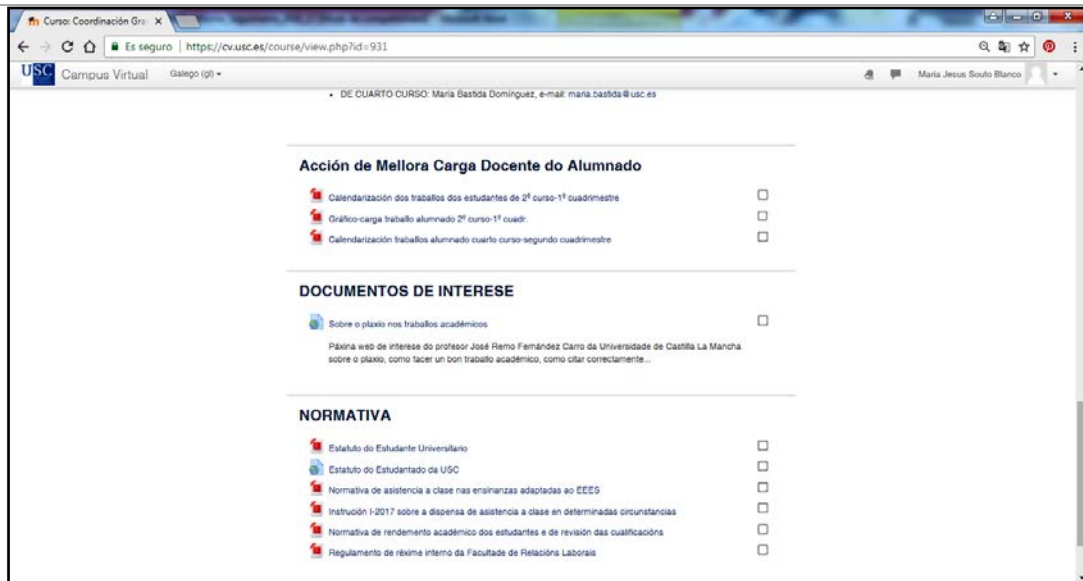 Curso: Coordinación Gra
Es seguro | https://cv.usc.es/course/view.php?id=931
USC Campus Virtual Galego (gl)
Maria Jesus Souto Blanco
DE CUARTO CURSO: María Bastida Domínguez, e-mail: maria.bastida@usc.es
Acción de Mellora Carga Docente do Alumnado
Calendarización dos traballos dos estudantes de 2º curso-1º cuadrimestre
Gráfico-carga traballo alumnado 2º curso-1º cuadr.
Calendarización traballos alumnado cuarto curso-segundo cuadrimestre
DOCUMENTOS DE INTERESE
Sobre o plaxio nos traballos académicos
Páxina web de interese do profesor José Remo Fernández Carro da Universidade de Castilla La Mancha
sobre o plaxio, como facer un bon traballo académico, como citar correctamente...
NORMATIVA
Estatuto do Estudante Universitario
Estatuto do Estudantado da USC
Normativa de asistencia a clase nas ensinanzas adaptadas ao EEES
Instrución I-2017 sobre a dispensa de asistencia a clase en determinadas circunstancias
Normativa de rendemento académico dos estudantes e de revisión das cualificacións
Regulamento de réxime interno da Facultade de Relacións Laborais